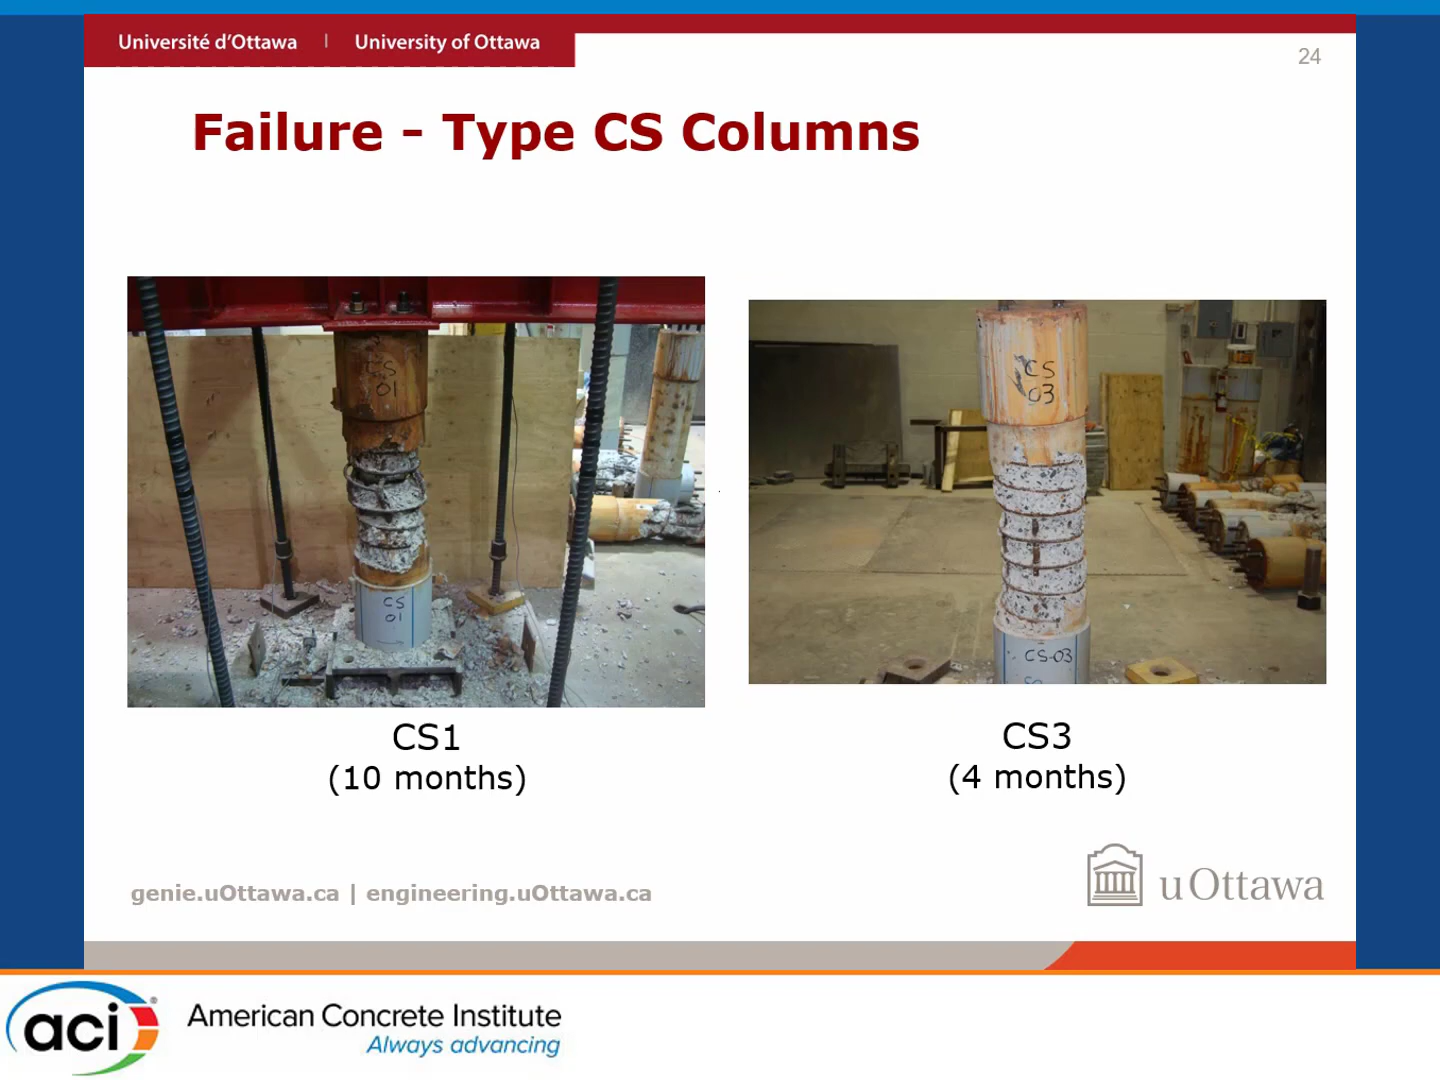 Université d'Ottawa | University of Ottawa
24
Failure - Type CS Columns
CS
01
CS
01
CS
03
CS-03
CS1
(10 months)
CS3
(4 months)
genie.uOttawa.ca | engineering.uOttawa.ca
uOttawa
aci®
American Concrete Institute
Always advancing